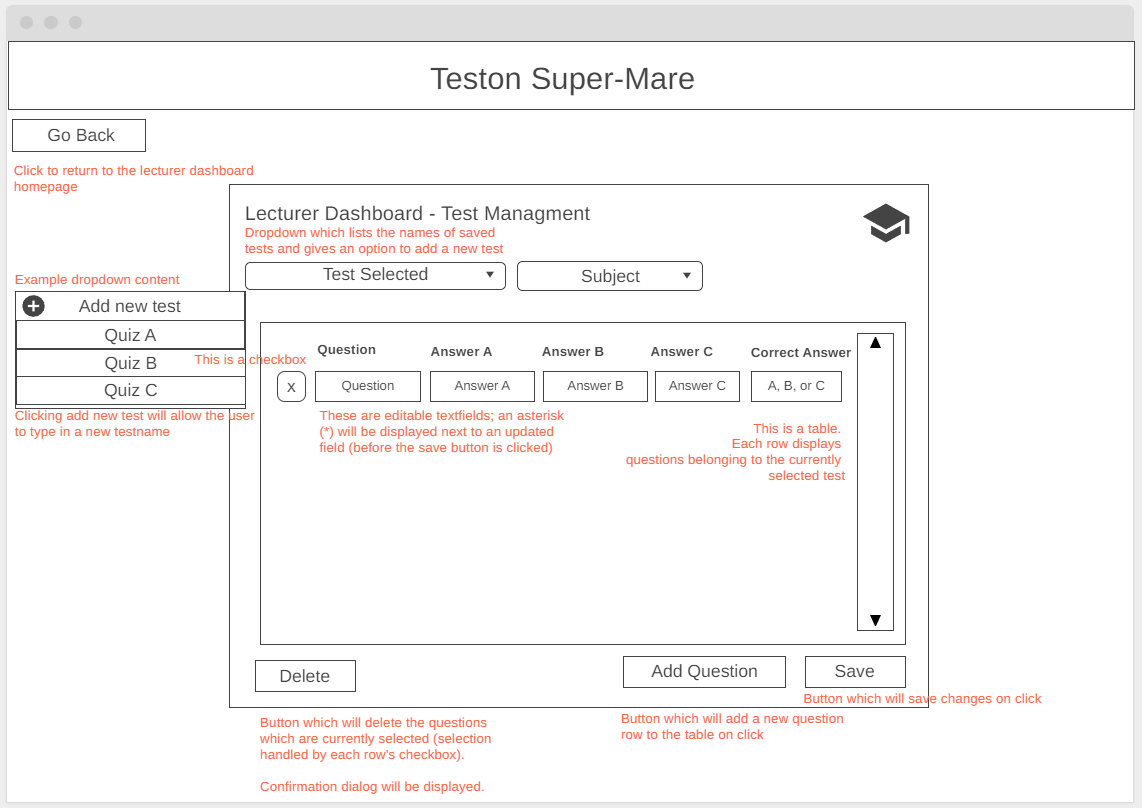 Teston Super-Mare
Go Back
Click to return to the lecturer dashboard
homepage
Lecturer Dashboard - Test Managment
Dropdown which lists the names of saved
tests and gives an option to add a new test
Test Selected
Subject
Example dropdown content
Add new test
Quiz A
Quiz B
Quiz C
Clicking add new test will allow the user
to type in a new testname
This is a checkbox
Question Answer A Answer B Answer C Correct Answer
x Question Answer A Answer B Answer C A, B, or C
These are editable textfields; an asterisk
(*) will be displayed next to an updated
field (before the save button is clicked)
This is a table.
Each row displays
questions belonging to the currently
selected test
Delete
Add Question
Save
Button which will save changes on click
Button which will delete the questions
which are currently selected (selection
handled by each row's checkbox).
Confirmation dialog will be displayed.
Button which will add a new question
row to the table on click